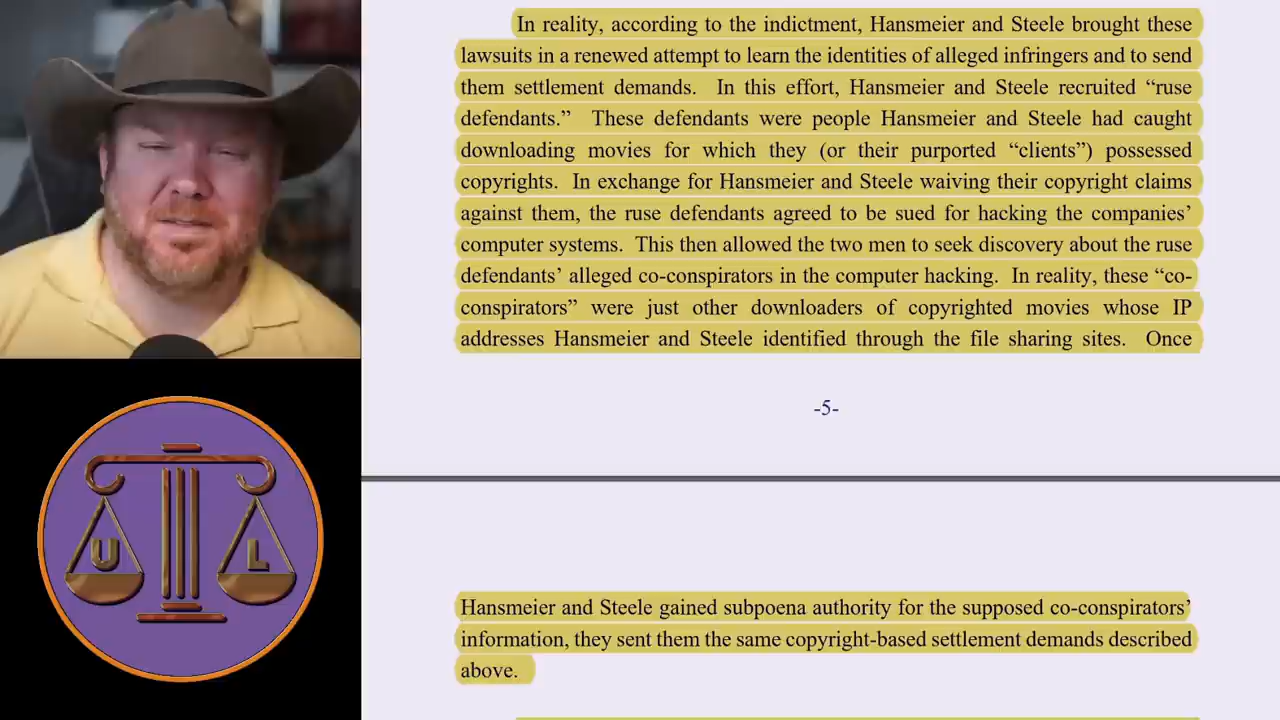 In reality, according to the indictment, Hansmeier and Steele brought these
lawsuits in a renewed attempt to learn the identities of alleged infringers and to send
them settlement demands. In this effort, Hansmeier and Steele recruited “ruse
defendants.” These defendants were people Hansmeier and Steele had caught
downloading movies for which they (or their purported “clients”) possessed
copyrights. In exchange for Hansmeier and Steele waiving their copyright claims
against them, the ruse defendants agreed to be sued for hacking the companies’
computer systems. This then allowed the two men to seek discovery about the ruse
defendants’ alleged co-conspirators in the computer hacking. In reality, these “co-
conspirators” were just other downloaders of copyrighted movies whose IP
addresses Hansmeier and Steele identified through the file sharing sites. Once
-5-
Hansmeier and Steele gained subpoena authority for the supposed co-conspirators’
information, they sent them the same copyright-based settlement demands described
above.
U L